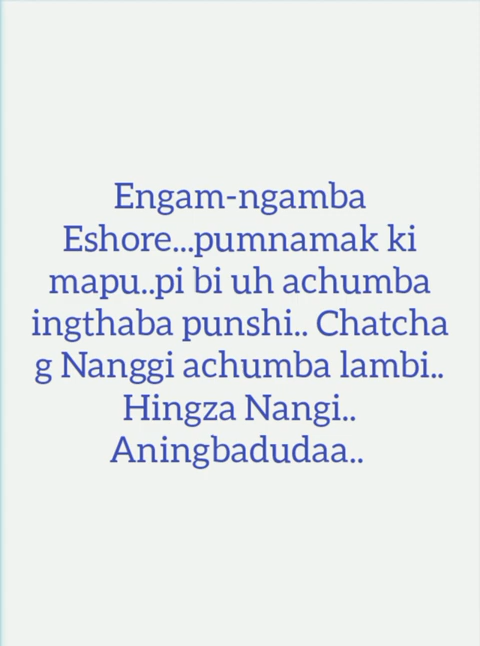 Engam-ngamba
Eshore...pumnamak ki
mapu..pi bi uh achumba
ingthaba punshi.. Chatcha
g Nanggi achumba lambi..
Hingza Nangi..
Aningbadudaa..